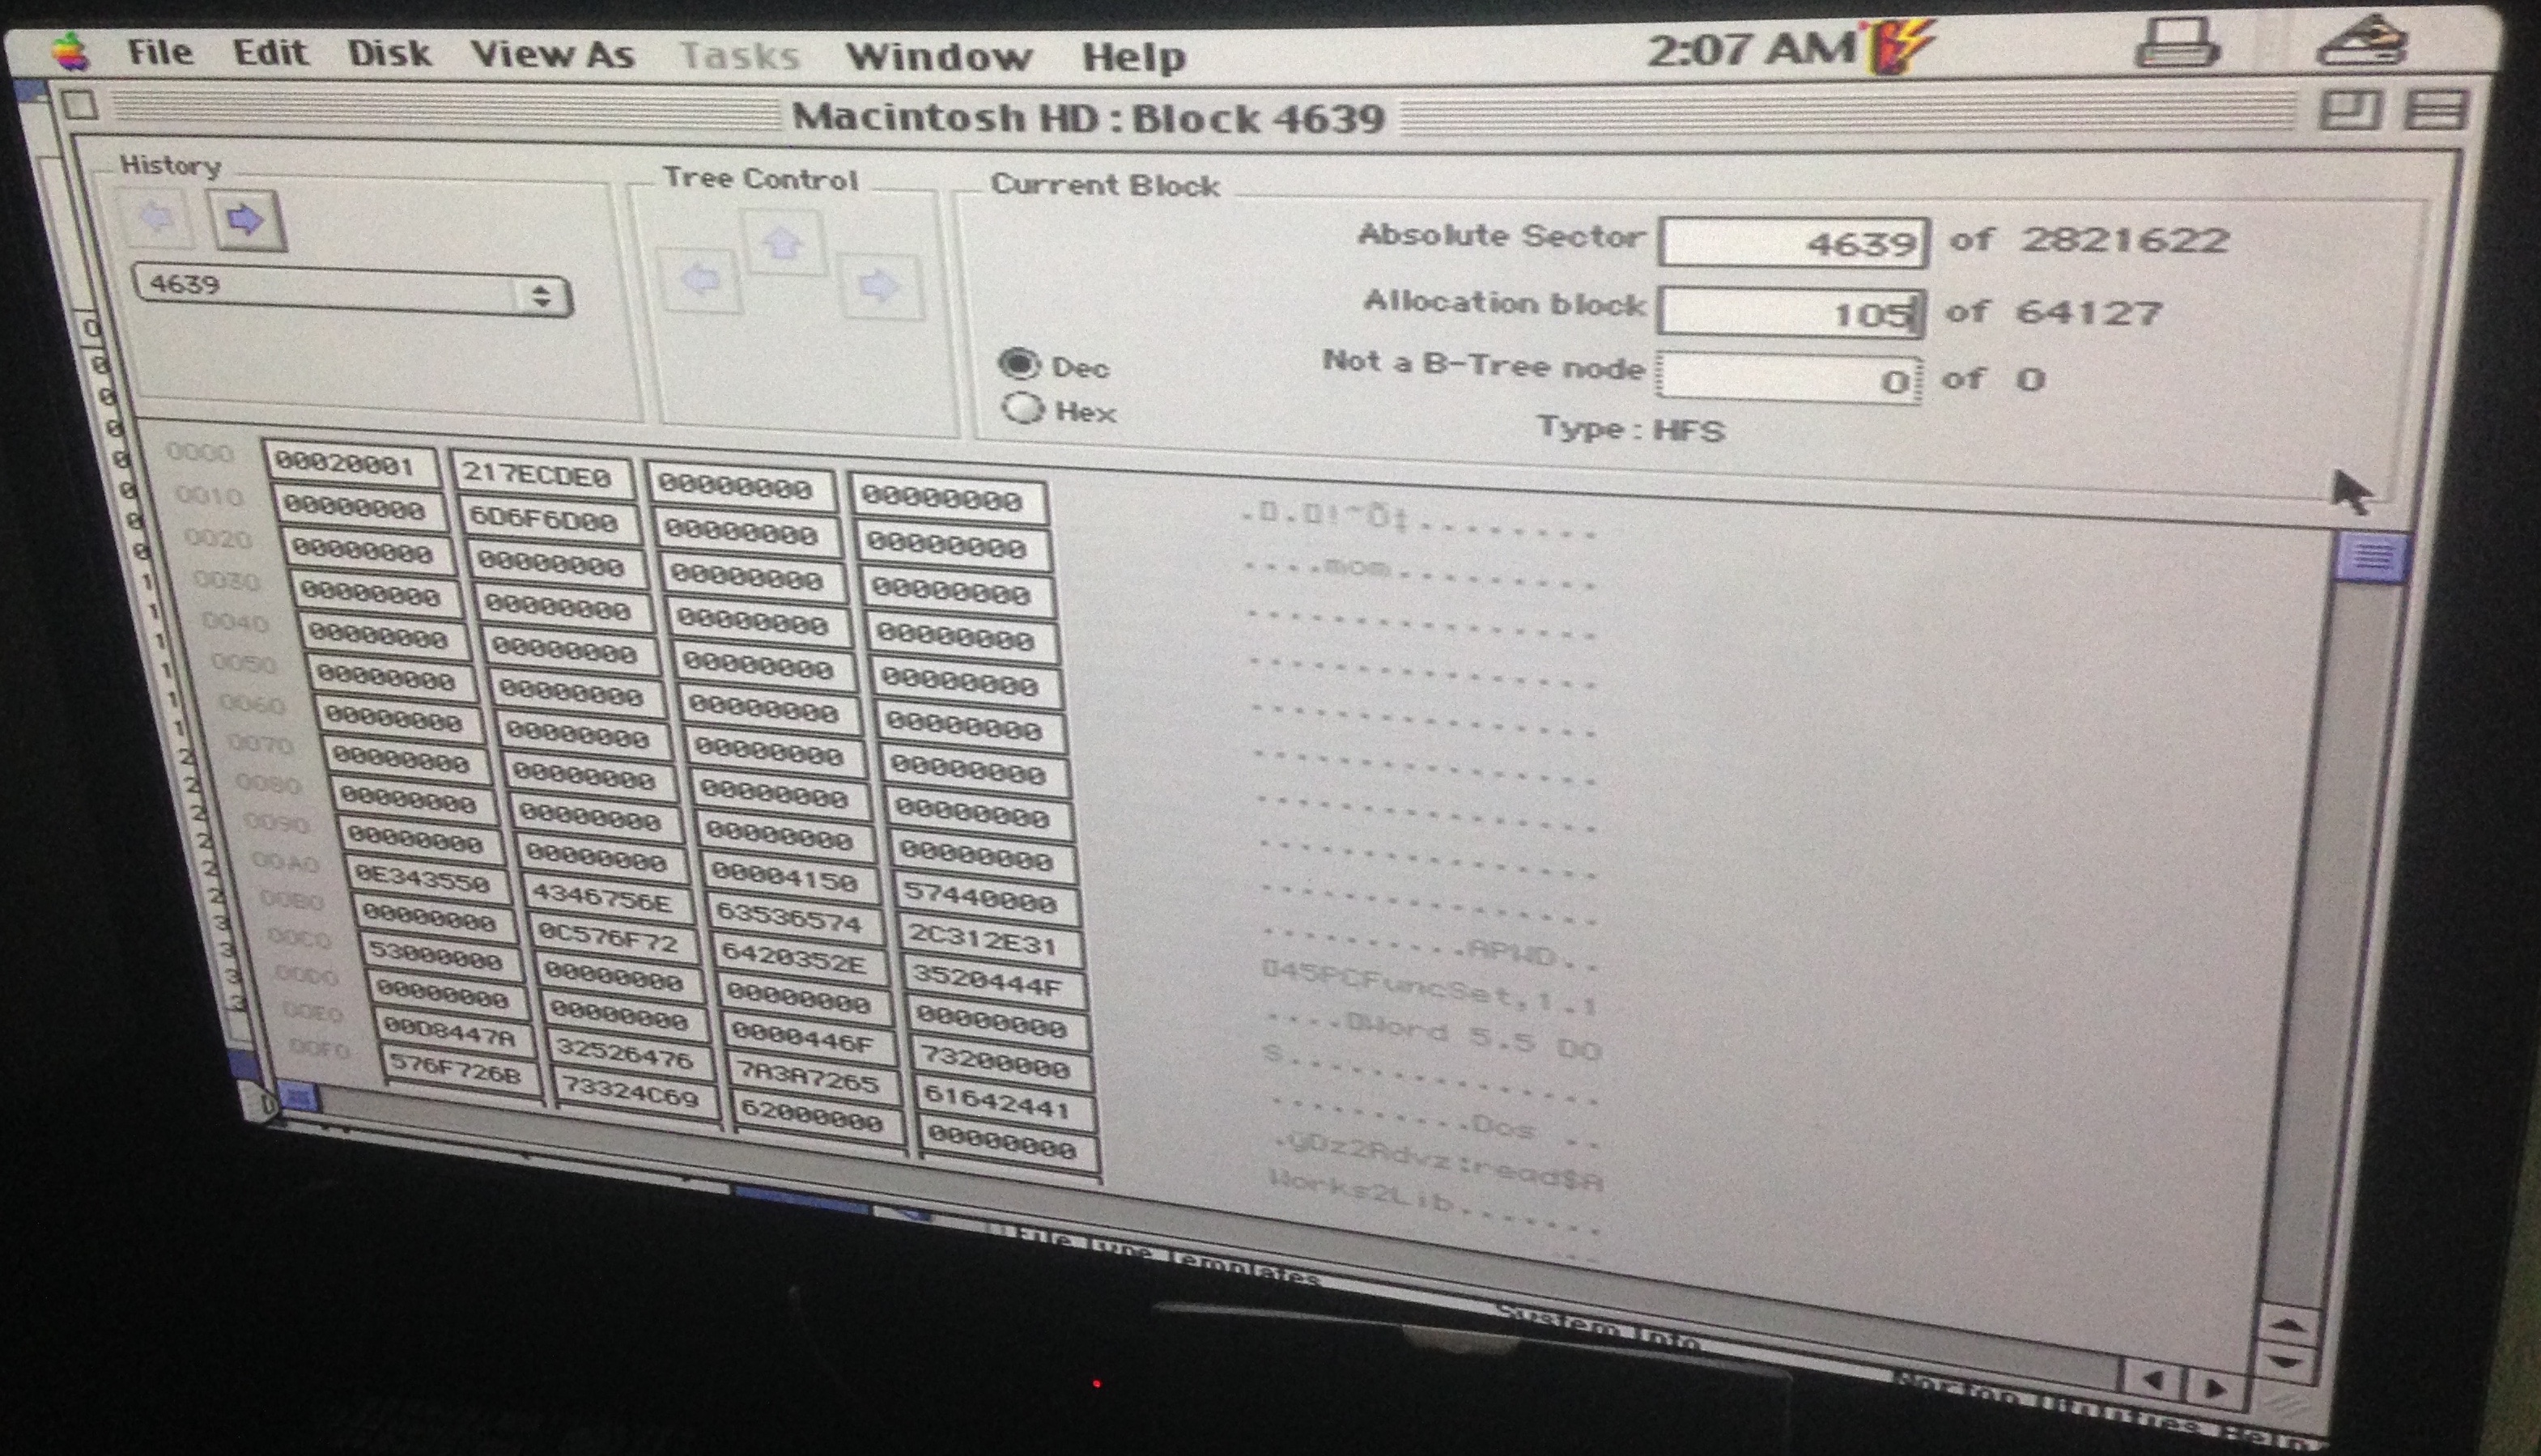 File Edit Disk View As Tasks Window Help 2:07 AM
Macintosh HD : Block 4639
History
Tree Control
Current Block
4639
Absolute Sector 4639 of 2821622
Allocation block 105 of 64127
Not a B-Tree node 0 of 0
Dec
Hex
Type : HFS
0000 00020001 217ECDE0 00000000 00000000
0010 00000000 6D6F6D00 00000000 00000000 ....mom.........
0020 00000000 00000000 00000000 00000000 ................
0030 00000000 00000000 00000000 00000000 ................
0040 00000000 00000000 00000000 00000000 ................
0050 00000000 00000000 00000000 00000000 ................
0060 00000000 00000000 00000000 00000000 ................
0070 00000000 00000000 00000000 00000000 ................
0080 00000000 00000000 00000000 00000000 ................
0090 00000000 00000000 00004150 57440000 ..........APWD..
00A0 0E343550 4346756E 63536574 2C312E31 45PCFuncSet,1.1
00B0 00000000 0C576F72 6420352E 3520444F ....Word 5.5 DO
00C0 53000000 00000000 00000000 00000000 S...............
00D0 00000000 00000000 0000446F 73200000 ..........Dos ..
00E0 00D8447A 32526476 7A3A7265 61642441 .ÿDz2Rdvz:read$A
00F0 576F726B 73324C69 62000000 00000000 Works2Lib.......
File Type Templates
System Info
Norton Utilities Help